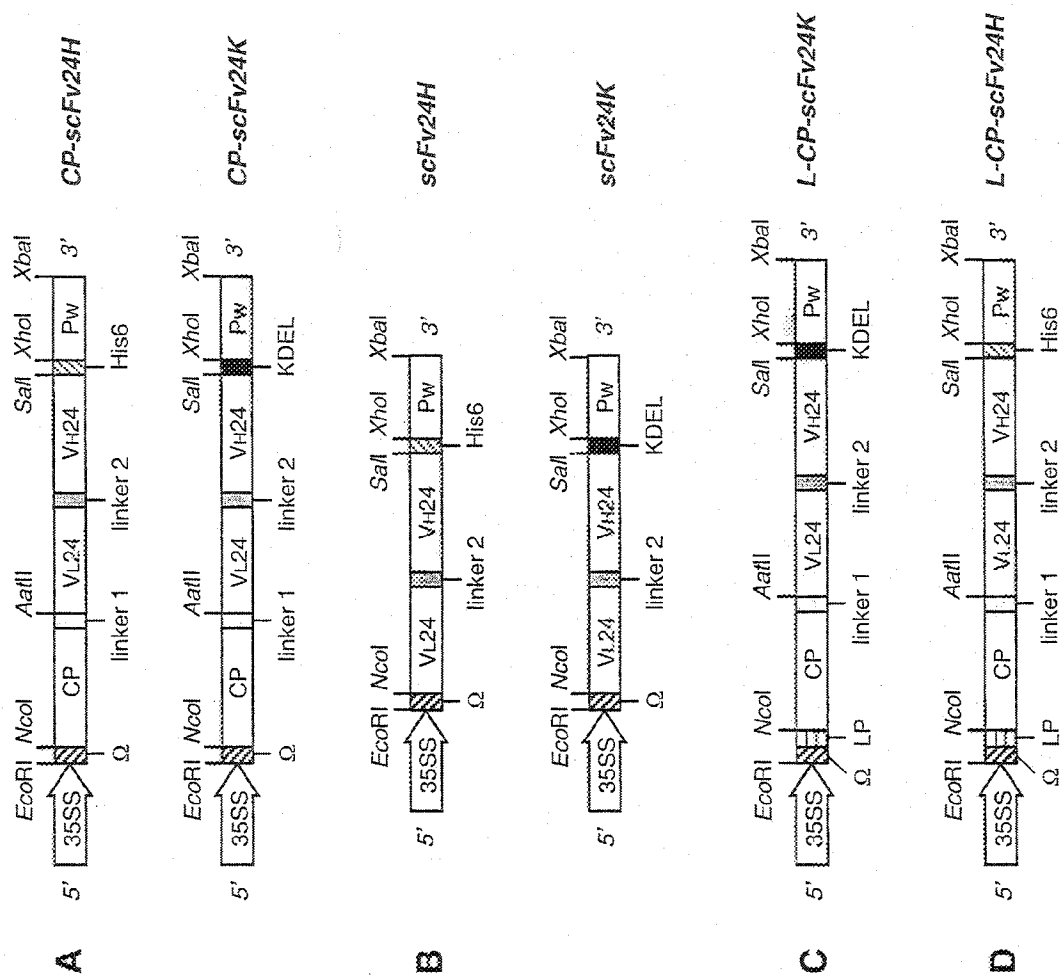 A
EcoRI NcoI AatII SalI XhoI XbaI
5' 35SS CP VL24 VH24 Pw 3' CP-scFv24H
Ω linker 1 linker 2 His6
EcoRI NcoI AatII SalI XhoI XbaI
5' 35SS CP VL24 VH24 Pw 3' CP-scFv24K
Ω linker 1 linker 2 KDEL
B
EcoRI NcoI SalI XhoI XbaI
5' 35SS VL24 VH24 Pw 3' scFv24H
Ω linker 2 His6
EcoRI NcoI SalI XhoI XbaI
5' 35SS VL24 VH24 Pw 3' scFv24K
Ω linker 2 KDEL
C
EcoRI NcoI AatII SalI XhoI XbaI
5' 35SS CP VL24 VH24 Pw 3' L-CP-scFv24K
Ω LP linker 1 linker 2 KDEL
D
EcoRI NcoI AatII SalI XhoI XbaI
5' 35SS CP VL24 VH24 Pw 3' L-CP-scFv24H
Ω LP linker 1 linker 2 His6